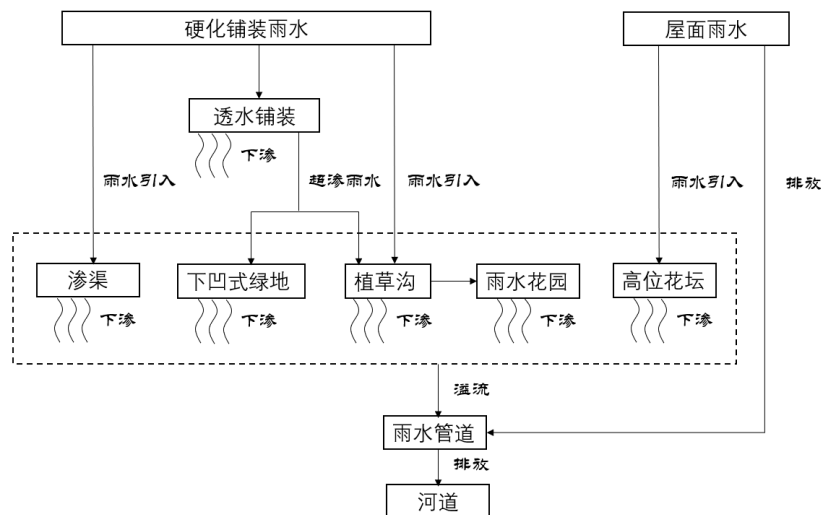 硬化铺装雨水
屋面雨水
透水铺装
下渗
雨水引入
超渗雨水
雨水引入
雨水引入
排放
渗渠
下凹式绿地
植草沟
雨水花园
高位花坛
下渗
下渗
下渗
下渗
下渗
溢流
雨水管道
排放
河道